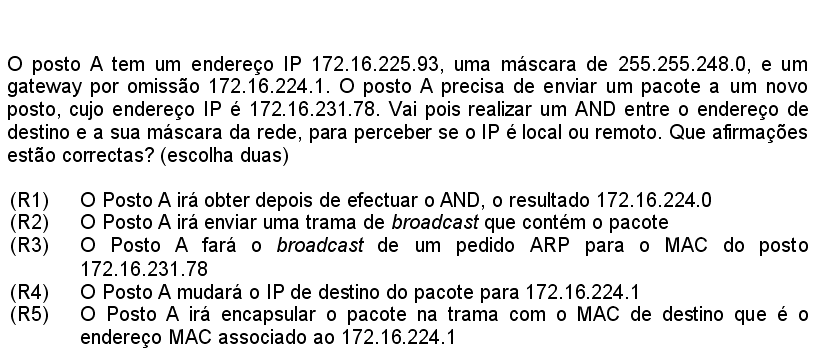 O posto A tem um endereço IP 172.16.225.93, uma máscara de 255.255.248.0, e um
gateway por omissão 172.16.224.1. O posto A precisa de enviar um pacote a um novo
posto, cujo endereço IP é 172.16.231.78. Vai pois realizar um AND entre o endereço de
destino e a sua máscara da rede, para perceber se o IP é local ou remoto. Que afirmações
estão correctas? (escolha duas)
(R1) O Posto A irá obter depois de efectuar o AND, o resultado 172.16.224.0
(R2) O Posto A irá enviar uma trama de broadcast que contém o pacote
(R3) O Posto A fará o broadcast de um pedido ARP para o MAC do posto
172.16.231.78
(R4) O Posto A mudará o IP de destino do pacote para 172.16.224.1
(R5) O Posto A irá encapsular o pacote na trama com o MAC de destino que é o
endereço MAC associado ao 172.16.224.1